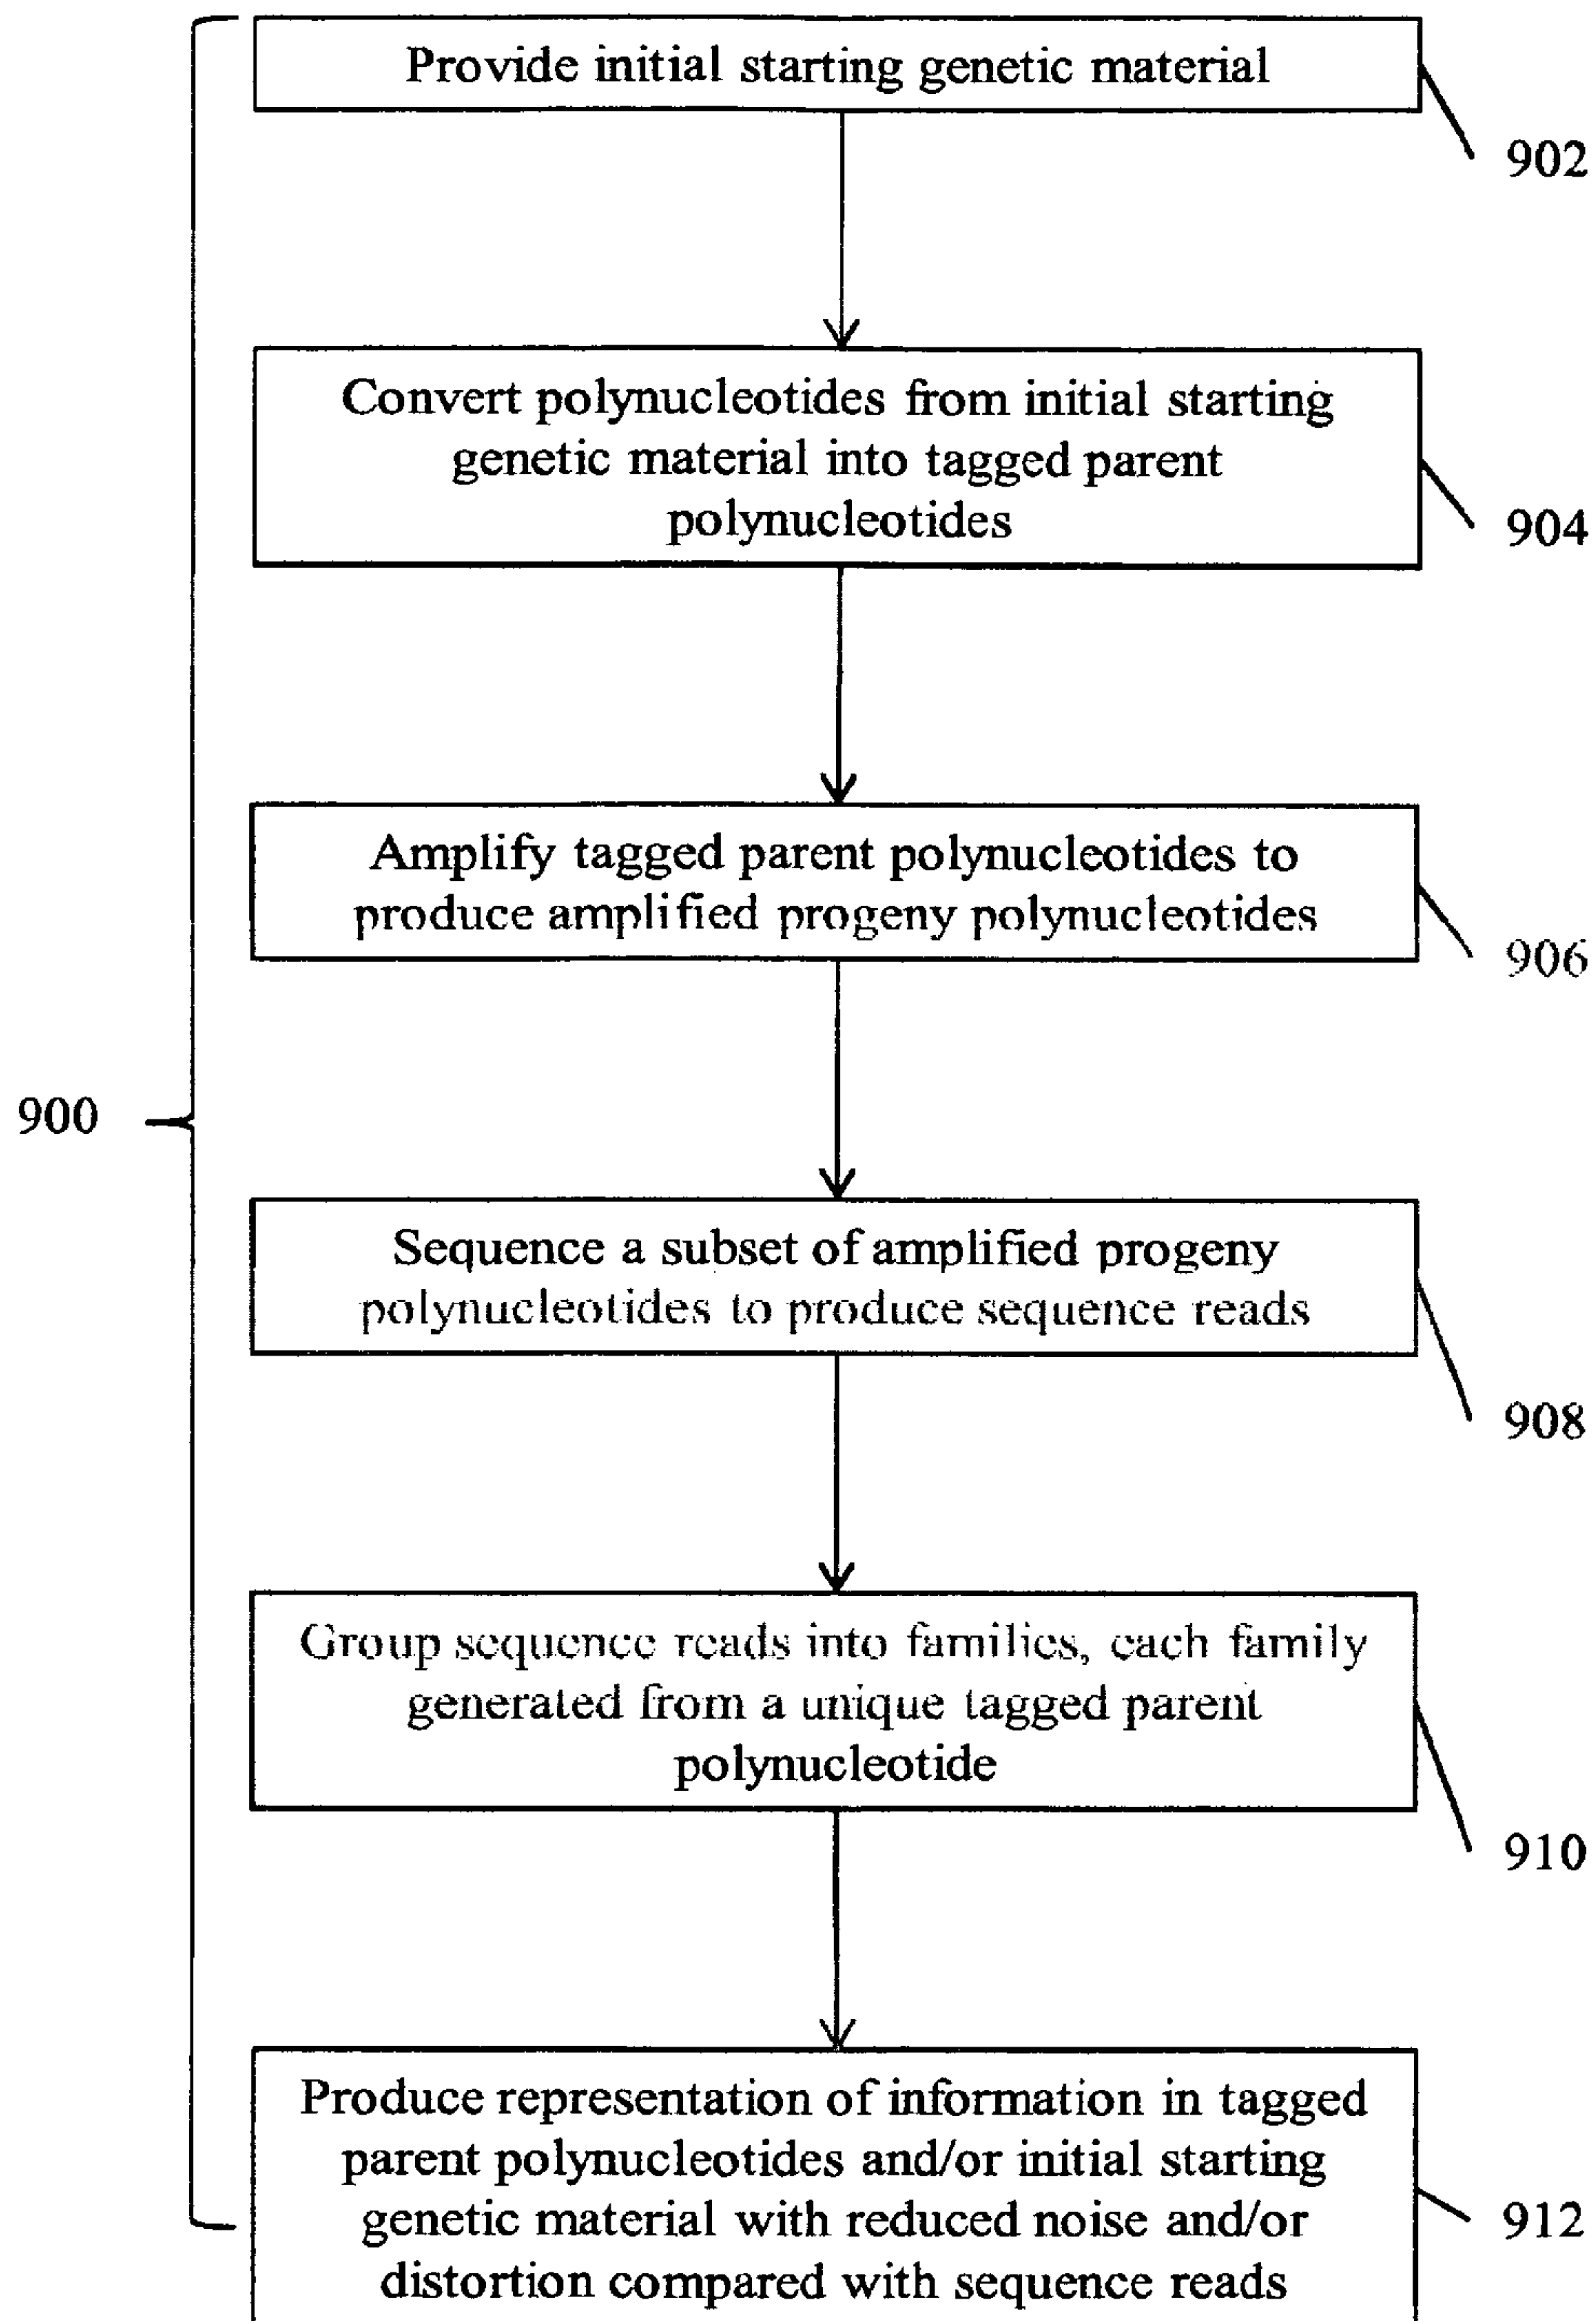 Provide initial starting genetic material
902
Convert polynucleotides from initial starting
genetic material into tagged parent
polynucleotides
904
Amplify tagged parent polynucleotides to
produce amplified progeny polynucleotides
906
900
Sequence a subset of amplified progeny
polynucleotides to produce sequence reads
908
Group sequence reads into families, each family
generated from a unique tagged parent
polynucleotide
910
Produce representation of information in tagged
parent polynucleotides and/or initial starting
genetic material with reduced noise and/or
distortion compared with sequence reads
912